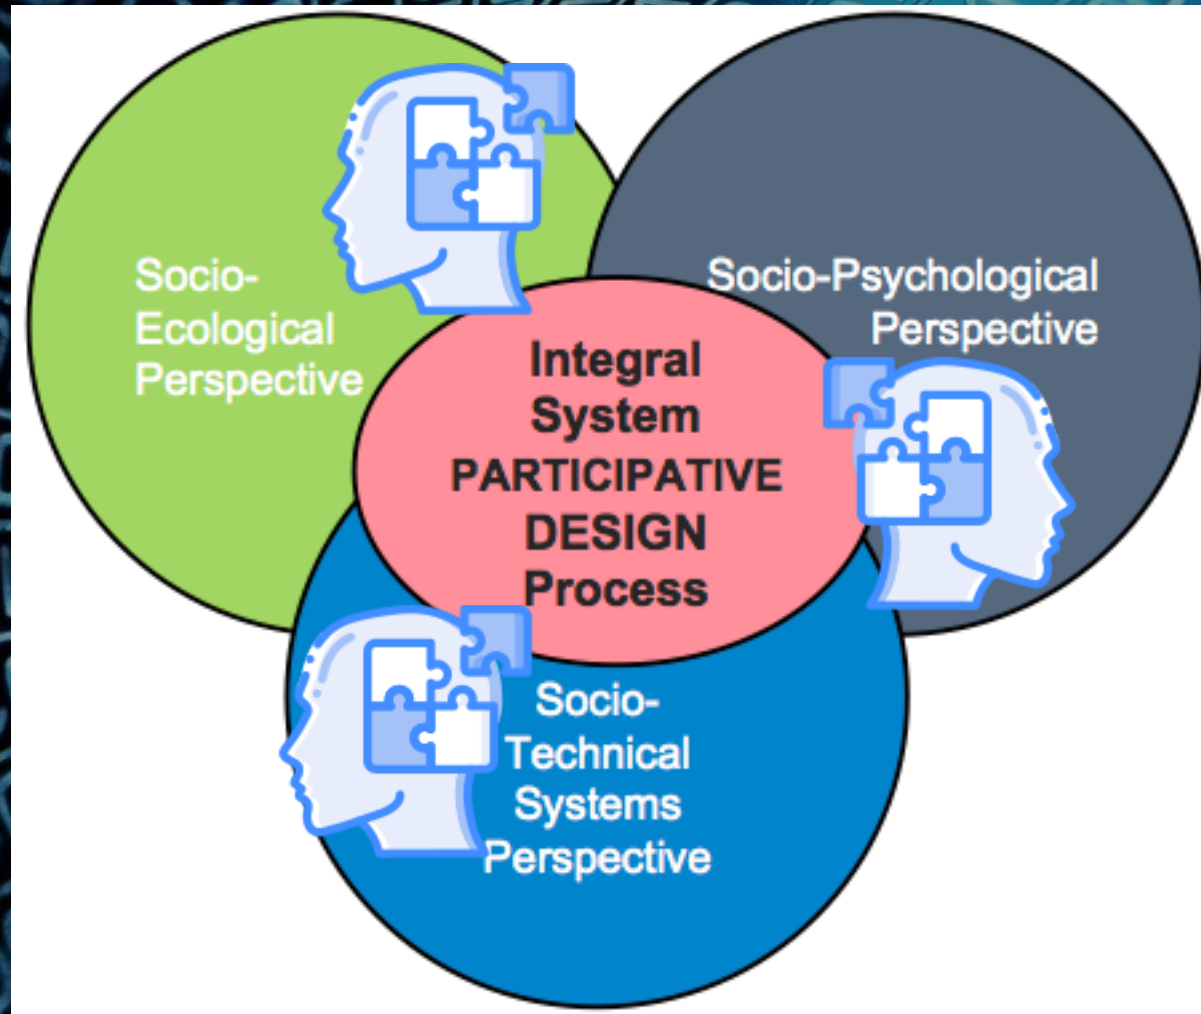 Socio-
Ecological
Perspective
Socio-Psychological
Perspective
Integral
System
PARTICIPATIVE
DESIGN
Process
Socio-
Technical
Systems
Perspective